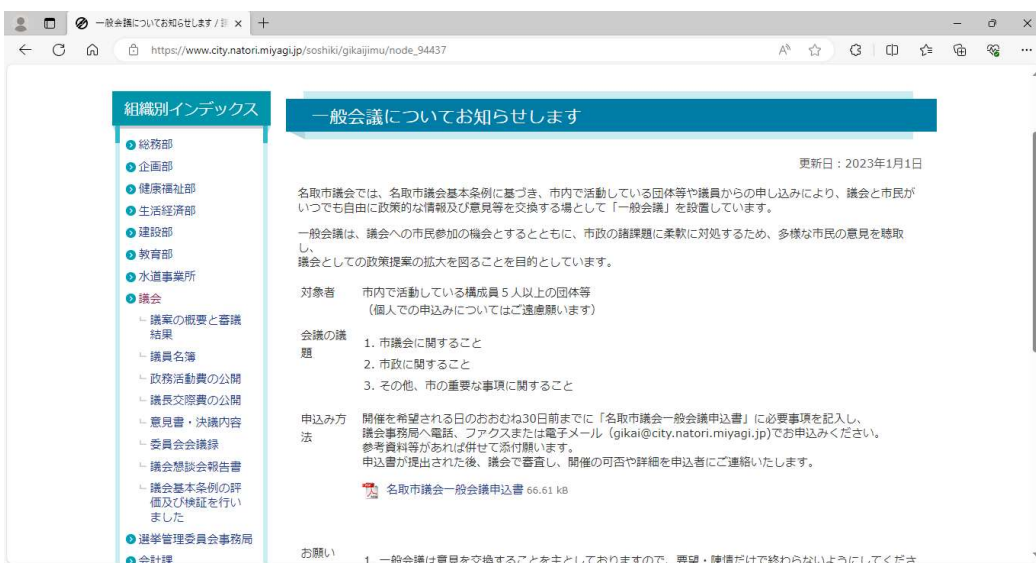 一般会議についてお知らせします / 
https://www.city.natori.miyagi.jp/soshiki/gikaijimu/node_94437
組織別インデックス
総務部
企画部
健康福祉部
生活経済部
建設部
教育部
水道事業所
議会
議案の概要と審議
結果
議員名簿
政務活動費の公開
議長交際費の公開
意見書・決議内容
委員会会議録
議会懇談会報告書
議会基本条例の評
価及び検証を行い
ました
選挙管理委員会事務局
会計課
一般会議についてお知らせします
更新日：2023年1月1日
名取市議会では、名取市議会基本条例に基づき、市内で活動している団体等や議員からの申し込みにより、議会と市民が
いつでも自由に政策的な情報及び意見等を交換する場として「一般会議」を設置しています。
一般会議は、議会への市民参加の機会とするとともに、市政の諸課題に柔軟に対処するため、多様な市民の意見を聴取
し、
議会としての政策提案の拡大を図ることを目的としています。
対象者 市内で活動している構成員５人以上の団体等
（個人での申込みについてはご遠慮願います）
会議の議
題
1. 市議会に関すること
2. 市政に関すること
3. その他、市の重要な事項に関すること
申込み方
法
開催を希望される日のおおむね30日前までに「名取市議会一般会議申込書」に必要事項を記入し、
議会事務局へ電話、ファクスまたは電子メール（gikai@city.natori.miyagi.jp)でお申込みください。
参考資料等があれば併せて添付願います。
申込書が提出された後、議会で審査し、開催の可否や詳細を申込者にご連絡いたします。
名取市議会一般会議申込書 66.61 kB
お願い
1. 一般会議は意見を交換することを主としておりますので、要望・陳情だけで終わらないようにしてくださ